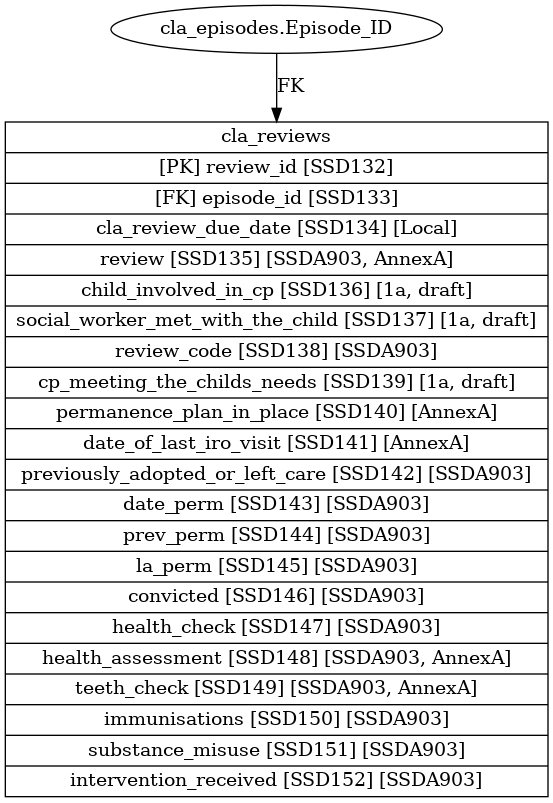 cla_episodes.Episode_ID
FK
cla_reviews
[PK] review_id [SSD132]
[FK] episode_id [SSD133]
cla_review_due_date [SSD134] [Local]
review [SSD135] [SSDA903, AnnexA]
child_involved_in_cp [SSD136] [1a, draft]
social_worker_met_with_the_child [SSD137] [1a, draft]
review_code [SSD138] [SSDA903]
cp_meeting_the_childs_needs [SSD139] [1a, draft]
permanence_plan_in_place [SSD140] [AnnexA]
date_of_last_iro_visit [SSD141] [AnnexA]
previously_adopted_or_left_care [SSD142] [SSDA903]
date_perm [SSD143] [SSDA903]
prev_perm [SSD144] [SSDA903]
la_perm [SSD145] [SSDA903]
convicted [SSD146] [SSDA903]
health_check [SSD147] [SSDA903]
health_assessment [SSD148] [SSDA903, AnnexA]
teeth_check [SSD149] [SSDA903, AnnexA]
immunisations [SSD150] [SSDA903]
substance_misuse [SSD151] [SSDA903]
intervention_received [SSD152] [SSDA903]